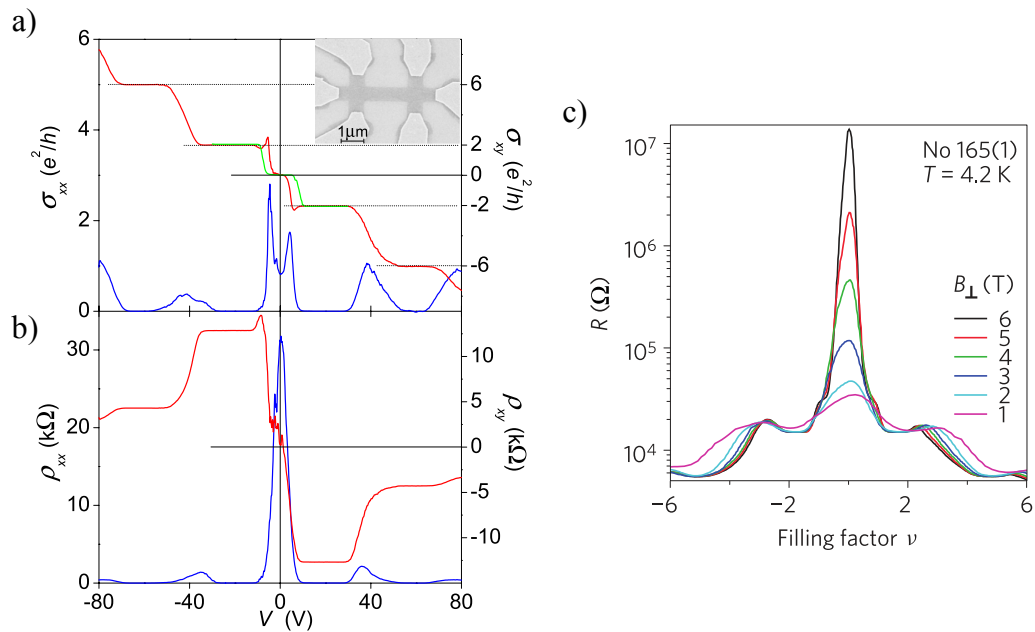 a)
σxx (e²/h)
6
4
2
0
6
2
0
-2
-6
σxy (e²/h)
1µm
b)
ρxx (kΩ)
30
20
10
0
10
5
0
-5
-10
ρxy (kΩ)
-80
-40
0
40
80
V (V)
c)
R (Ω)
10⁷
10⁶
10⁵
10⁴
No 165(1)
T = 4.2 K
B⊥ (T)
6
5
4
3
2
1
−6
−2
2
6
Filling factor ν